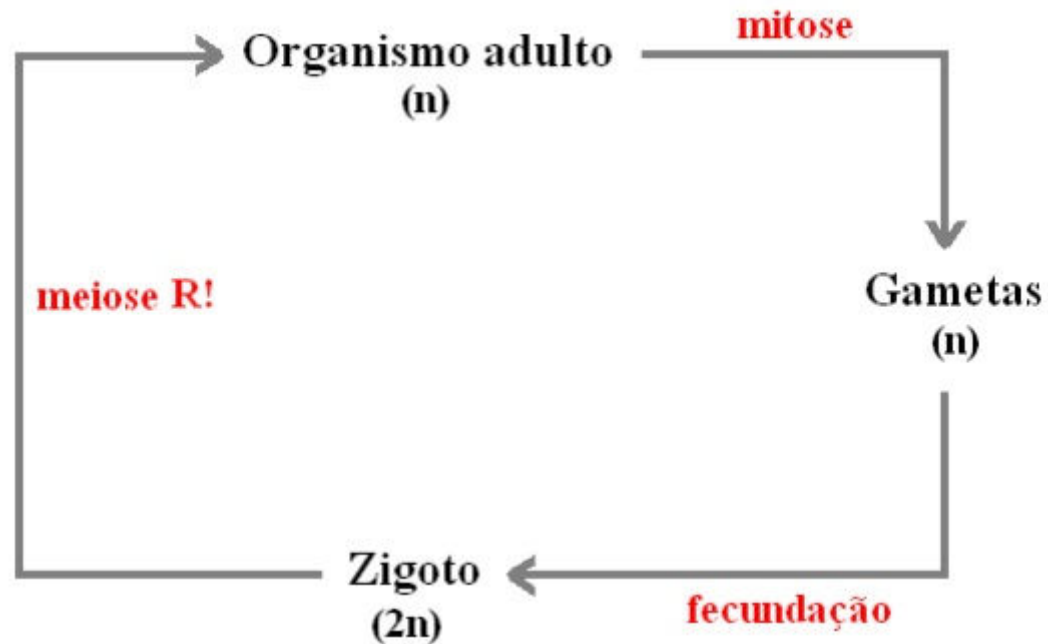 mitose
Organismo adulto
(n)
meiose R!
Gametas
(n)
Zigoto
(2n)
fecundação